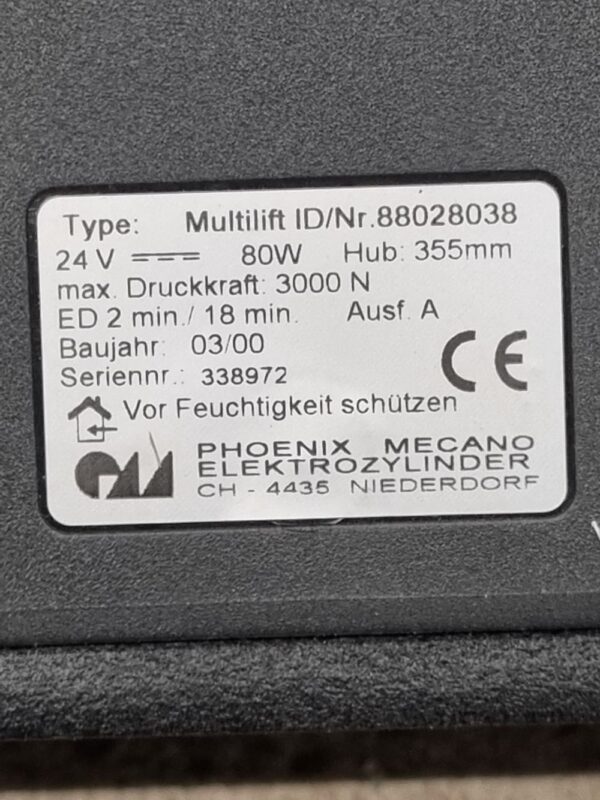 Type: Multilift ID/Nr.88028038
24 V 80W Hub: 355mm
max. Druckkraft: 3000 N
ED 2 min./ 18 min. Ausf. A
Baujahr: 03/00
Seriennr.: 338972
CE
Vor Feuchtigkeit schützen
PHOENIX MECANO
ELEKTROZYLINDER
CH - 4435 NIEDERDORF